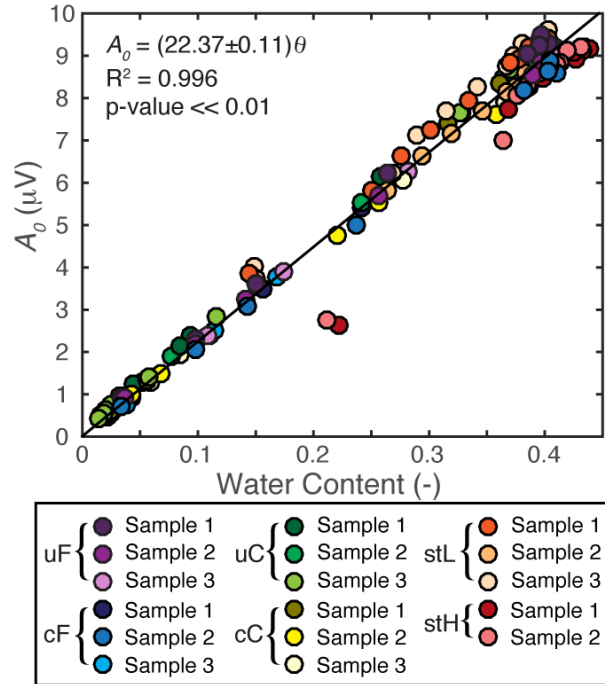 A₀ = (22.37±0.11)θ
R² = 0.996
p-value << 0.01
A₀ (μV)
10
9
8
7
6
5
4
3
2
1
0
0 0.1 0.2 0.3 0.4
Water Content (-)
uF { Sample 1
Sample 2
Sample 3
cF { Sample 1
Sample 2
Sample 3
uC { Sample 1
Sample 2
Sample 3
cC { Sample 1
Sample 2
Sample 3
stL { Sample 1
Sample 2
Sample 3
stH { Sample 1
Sample 2